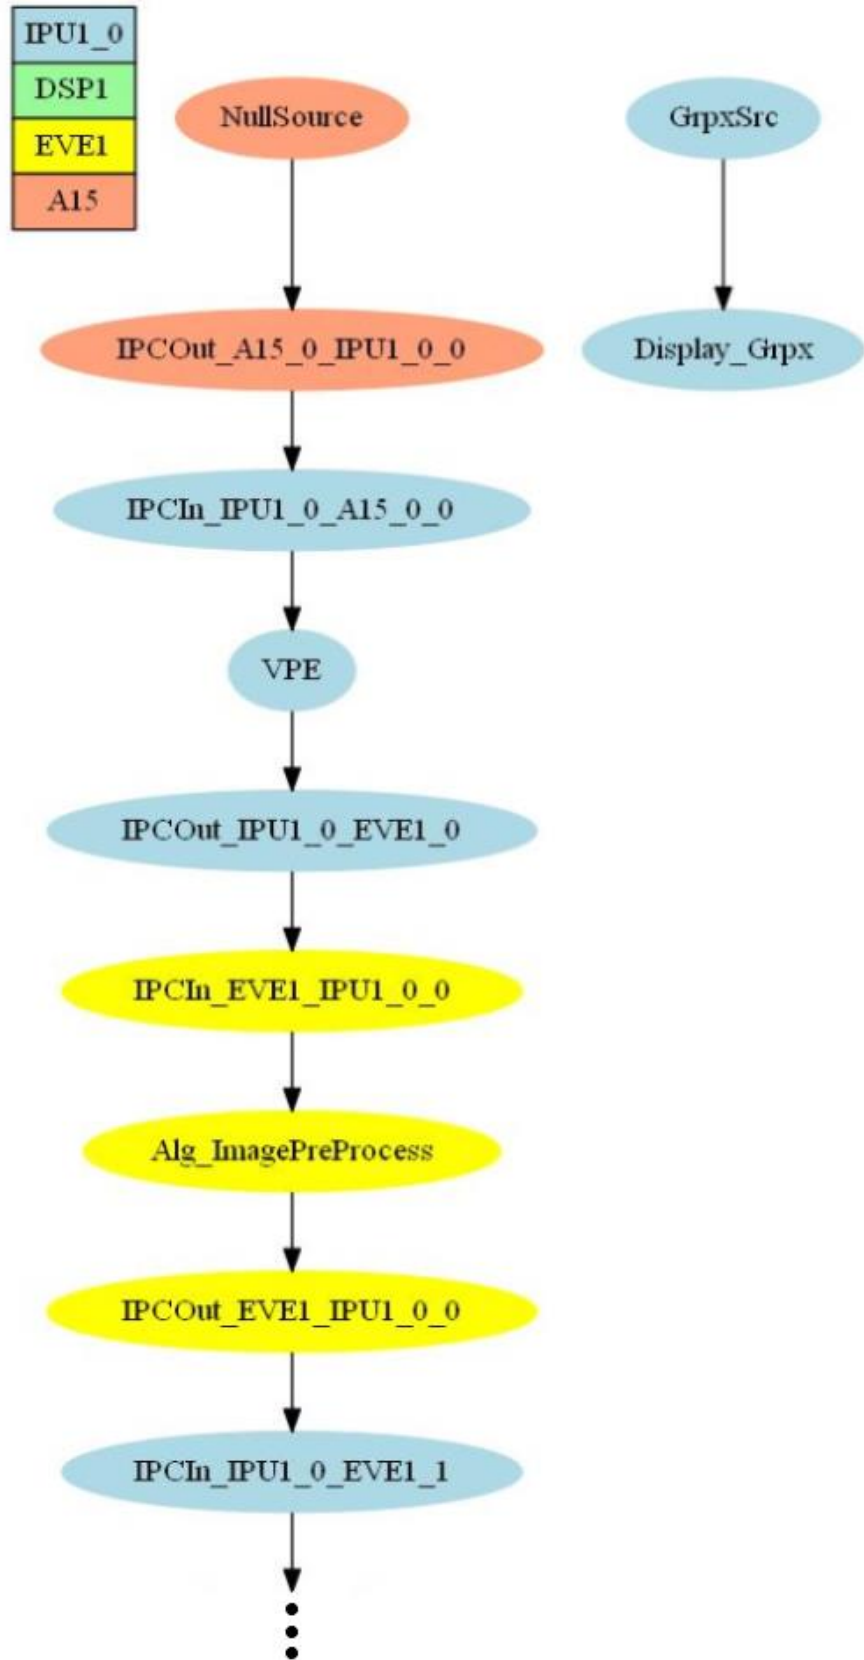 IPU1_0
DSP1
EVE1
A15
NullSource
GrpxSrc
IPCOut_A15_0_IPU1_0_0
Display_Grpx
IPCIn_IPU1_0_A15_0_0
VPE
IPCOut_IPU1_0_EVE1_0
IPCIn_EVE1_IPU1_0_0
Alg_ImagePreProcess
IPCOut_EVE1_IPU1_0_0
IPCIn_IPU1_0_EVE1_1